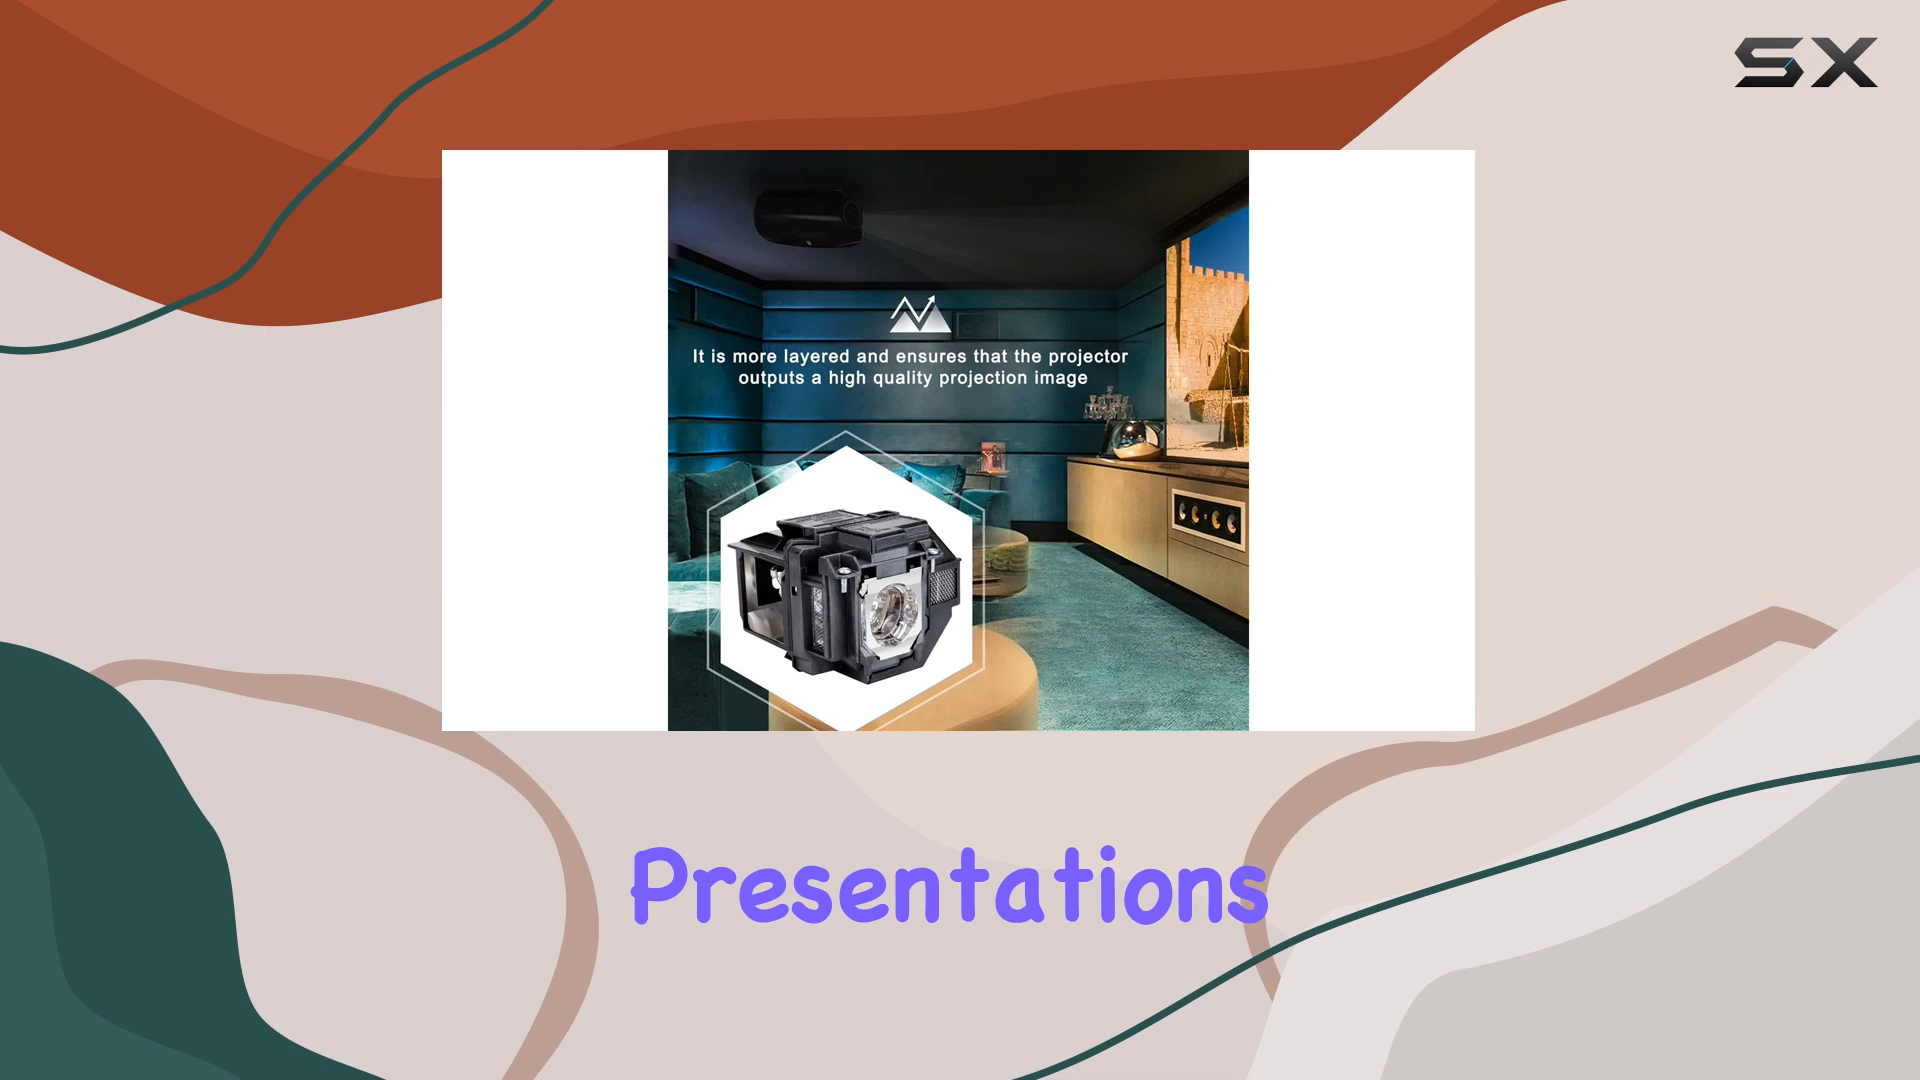 SX
It is more layered and ensures that the projector
outputs a high quality projection image
Presentations